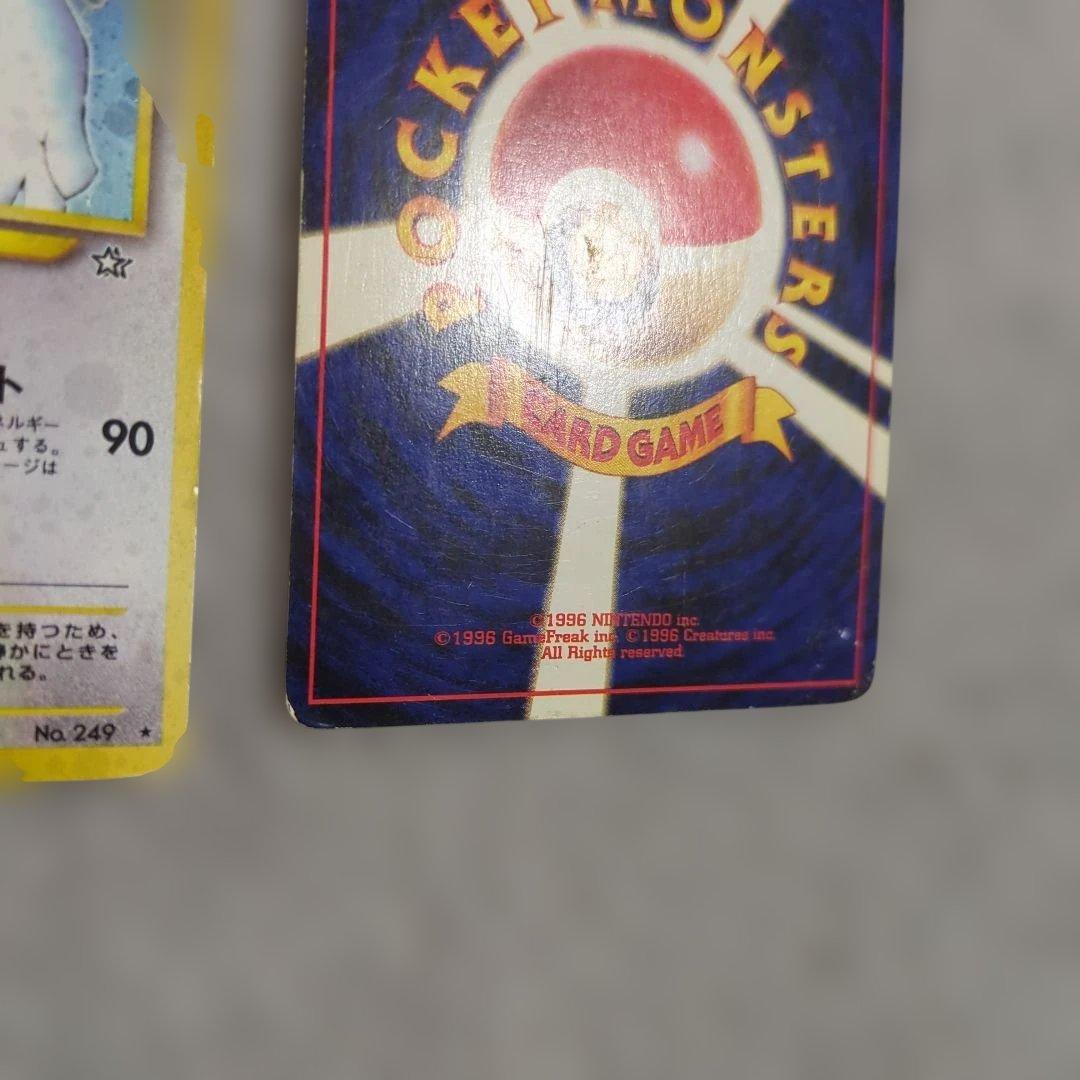 ト
ネルギー
ュする。
ージは
90
を持つため、
静かにときを
れる。
No. 249 ★
POCKET MONSTERS
CARD GAME
©1996 NINTENDO inc.
©1996 GameFreak inc. ©1996 Creatures inc.
All Rights reserved.